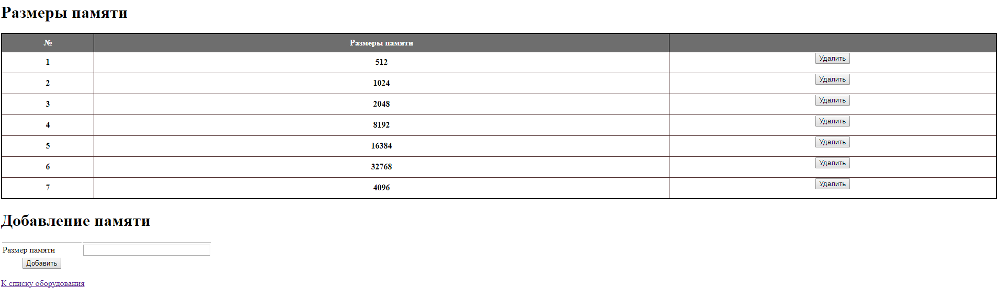 Размеры памяти
№ Размеры памяти
1 512 Удалить
2 1024 Удалить
3 2048 Удалить
4 8192 Удалить
5 16384 Удалить
6 32768 Удалить
7 4096 Удалить
Добавление памяти
Размер памяти
Добавить
К списку оборудования